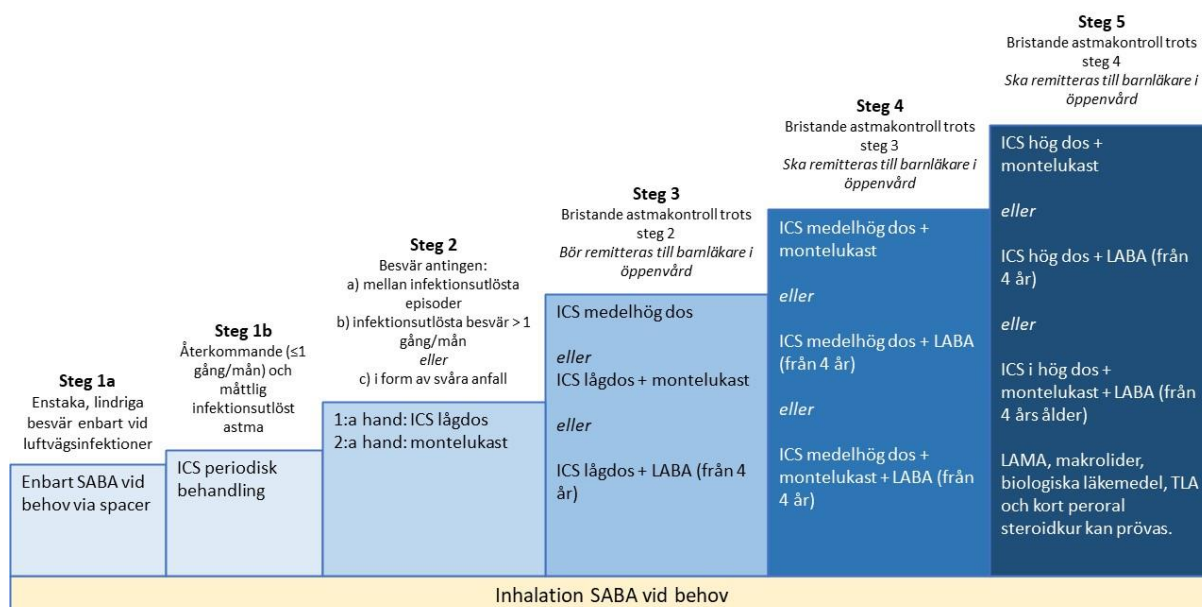 Steg 1a
Enstaka, lindriga
besvär enbart vid
luftvägsinfektioner
Enbart SABA vid
behov via spacer
Steg 1b
Återkommande (≤1
gång/mån) och
måttlig
infektionsutlöst
astma
ICS periodisk
behandling
Steg 2
Besvär antingen:
a) mellan infektionsutlösta
episoder
b) infektionsutlösta besvär > 1
gång/mån
eller
c) i form av svåra anfall
1:a hand: ICS lågdos
2:a hand: montelukast
Steg 3
Bristande astmakontroll trots
steg 2
Bör remitteras till barnläkare i
öppenvård
ICS medelhög dos
eller
ICS lågdos + montelukast
eller
ICS lågdos + LABA (från 4
år)
Steg 4
Bristande astmakontroll trots
steg 3
Ska remitteras till barnläkare i
öppenvård
ICS medelhög dos +
montelukast
eller
ICS medelhög dos + LABA
(från 4 år)
eller
ICS medelhög dos +
montelukast + LABA (från 4
år)
Steg 5
Bristande astmakontroll trots
steg 4
Ska remitteras till barnläkare i
öppenvård
ICS hög dos +
montelukast
eller
ICS hög dos + LABA (från
4 år)
eller
ICS i hög dos +
montelukast + LABA (från
4 års ålder)
LAMA, makrolider,
biologiska läkemedel, TLA
och kort peroral
steroidkur kan prövas.
Inhalation SABA vid behov